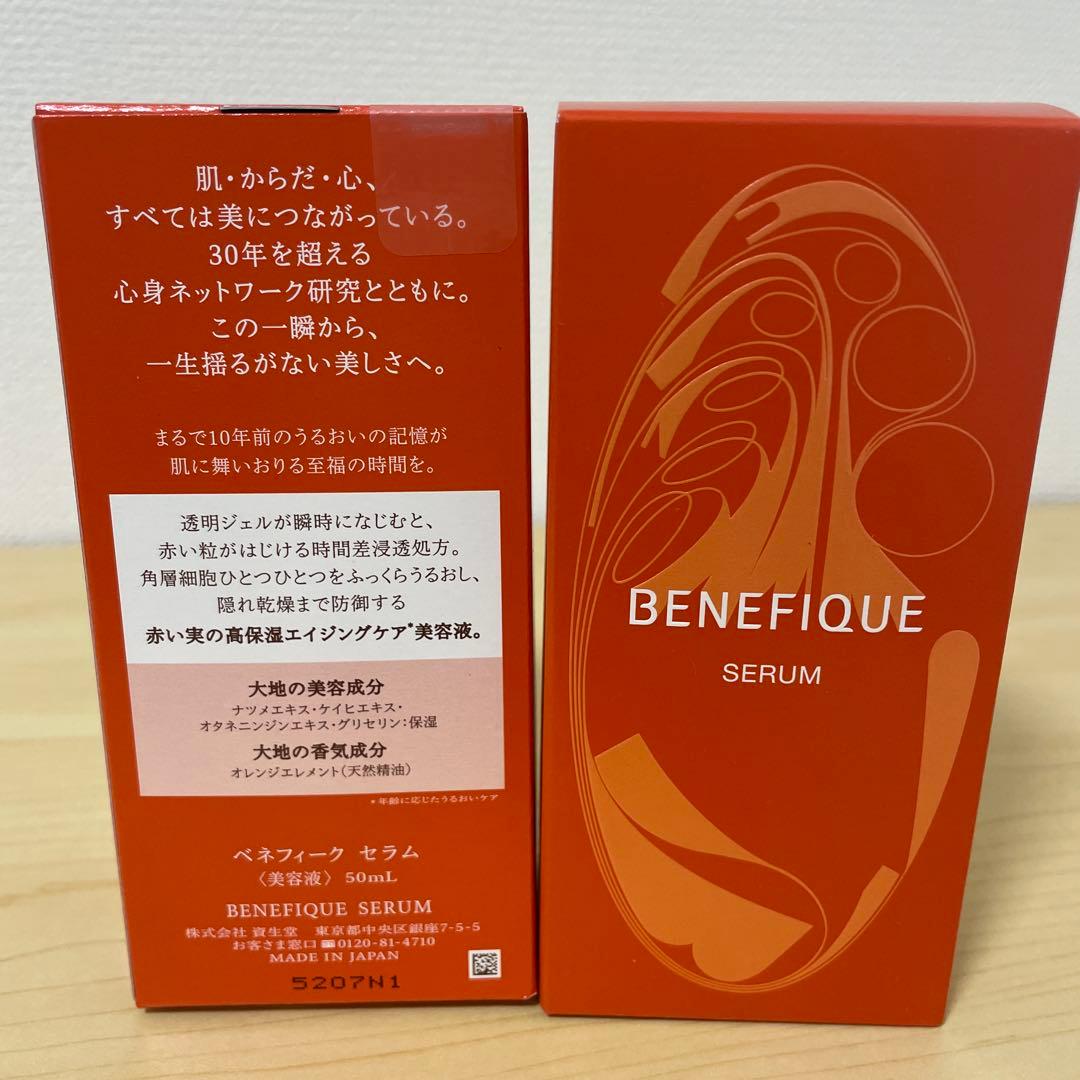 肌・からだ・心、
すべては美につながっている。
30年を超える
心身ネットワーク研究とともに。
この一瞬から、
一生揺るがない美しさへ。
まるで10年前のうるおいの記憶が
肌に舞いおりる至福の時間を。
透明ジェルが瞬時になじむと、
赤い粒がはじける時間差浸透処方。
角層細胞ひとつひとつをふっくらうるおし、
隠れ乾燥まで防御する
赤い実の高保湿エイジングケア*美容液。
大地の美容成分
ナツメエキス・ケイヒエキス・
オタネニンジンエキス・グリセリン:保湿
大地の香気成分
オレンジエレメント(天然精油)
*年齢に応じたうるおいケア
ベネフィーク セラム
〈美容液〉 50mL
BENEFIQUE SERUM
株式会社 資生堂 東京都中央区銀座7-5-5
お客さま窓口 0120-81-4710
MADE IN JAPAN
5207N1
BENEFIQUE
SERUM